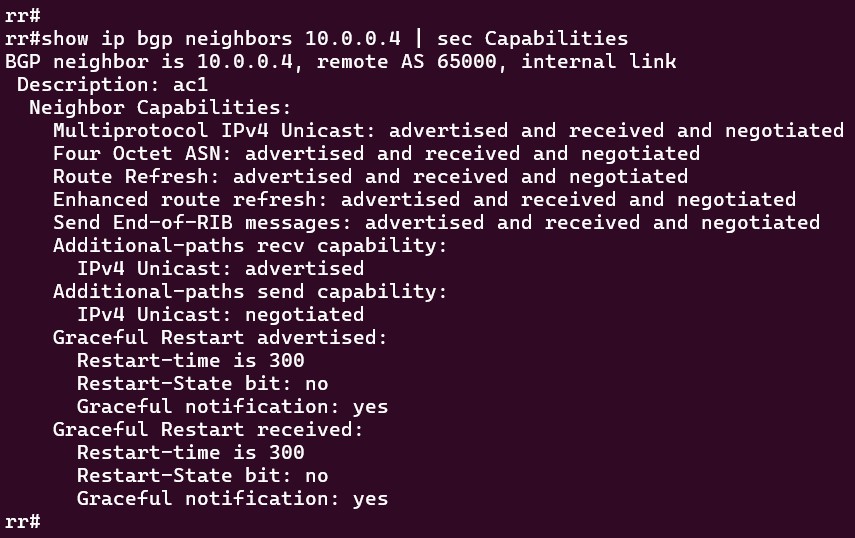 rr#
rr#show ip bgp neighbors 10.0.0.4 | sec Capabilities
BGP neighbor is 10.0.0.4, remote AS 65000, internal link
 Description: ac1
  Neighbor Capabilities:
    Multiprotocol IPv4 Unicast: advertised and received and negotiated
    Four Octet ASN: advertised and received and negotiated
    Route Refresh: advertised and received and negotiated
    Enhanced route refresh: advertised and received and negotiated
    Send End-of-RIB messages: advertised and received and negotiated
    Additional-paths recv capability:
      IPv4 Unicast: advertised
    Additional-paths send capability:
      IPv4 Unicast: negotiated
    Graceful Restart advertised:
      Restart-time is 300
      Restart-State bit: no
      Graceful notification: yes
    Graceful Restart received:
      Restart-time is 300
      Restart-State bit: no
      Graceful notification: yes
rr#